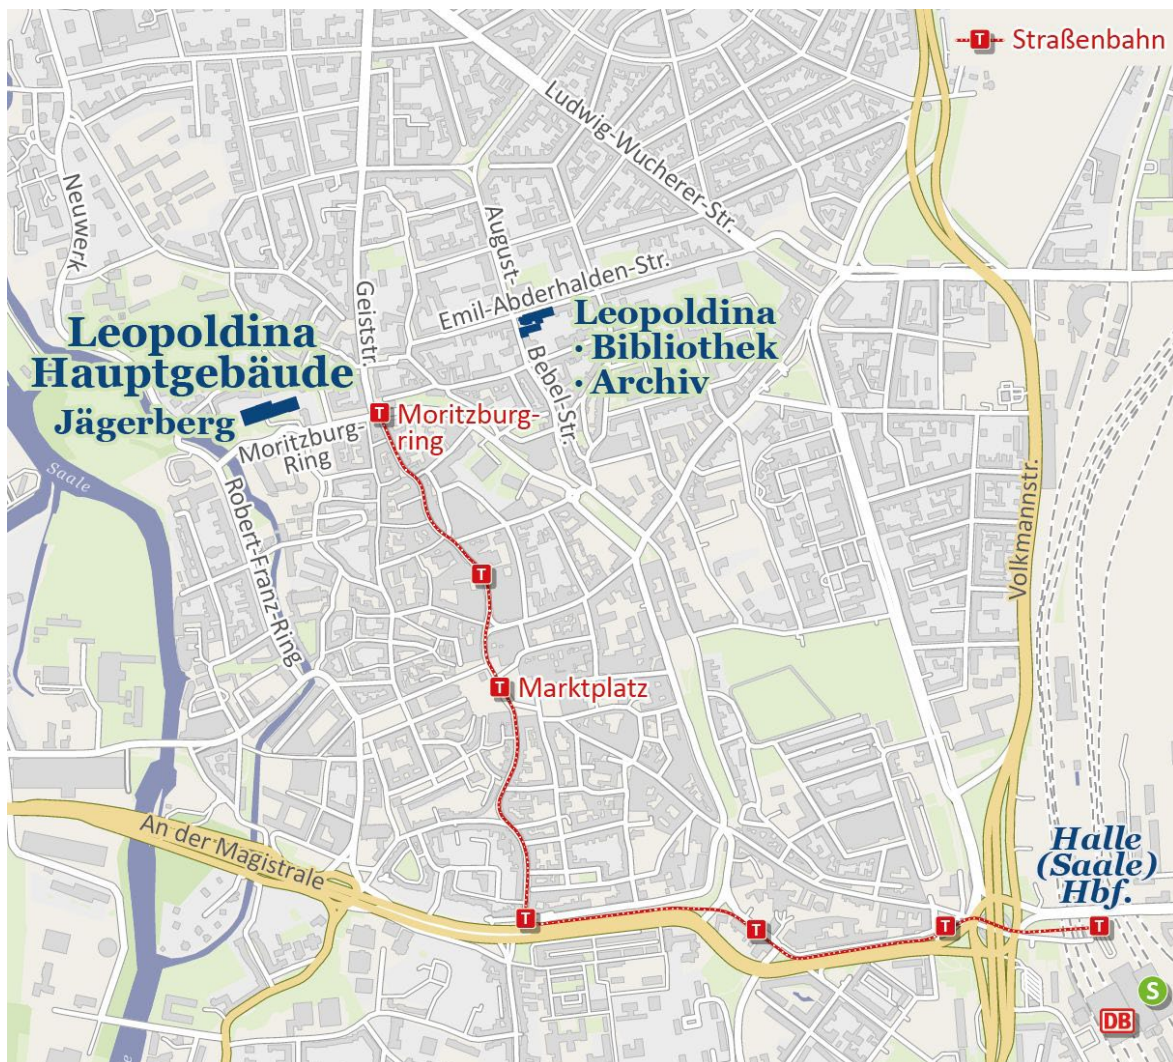 T Straßenbahn
Ludwig-Wucherer-Str.
Neuwerk
August-
Geiststr.
Emil-Abderhalden-Str.
Leopoldina
Hauptgebäude
Jägerberg
Leopoldina
· Bibliothek
· Archiv
Bebel-Str.
T Moritzburg-
ring
Moritzburg-
Ring
Saale
Robert-Franz-Ring
Volkmannstr.
T
T Marktplatz
An der Magistrale
Halle
(Saale)
Hbf.
T
T
T
T
S
DB